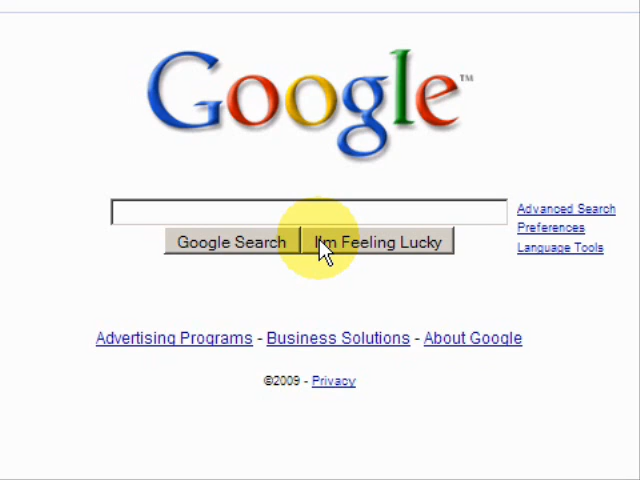 Google™
Advanced Search
Preferences
Google Search I'm Feeling Lucky
Language Tools
Advertising Programs - Business Solutions - About Google
©2009 - Privacy